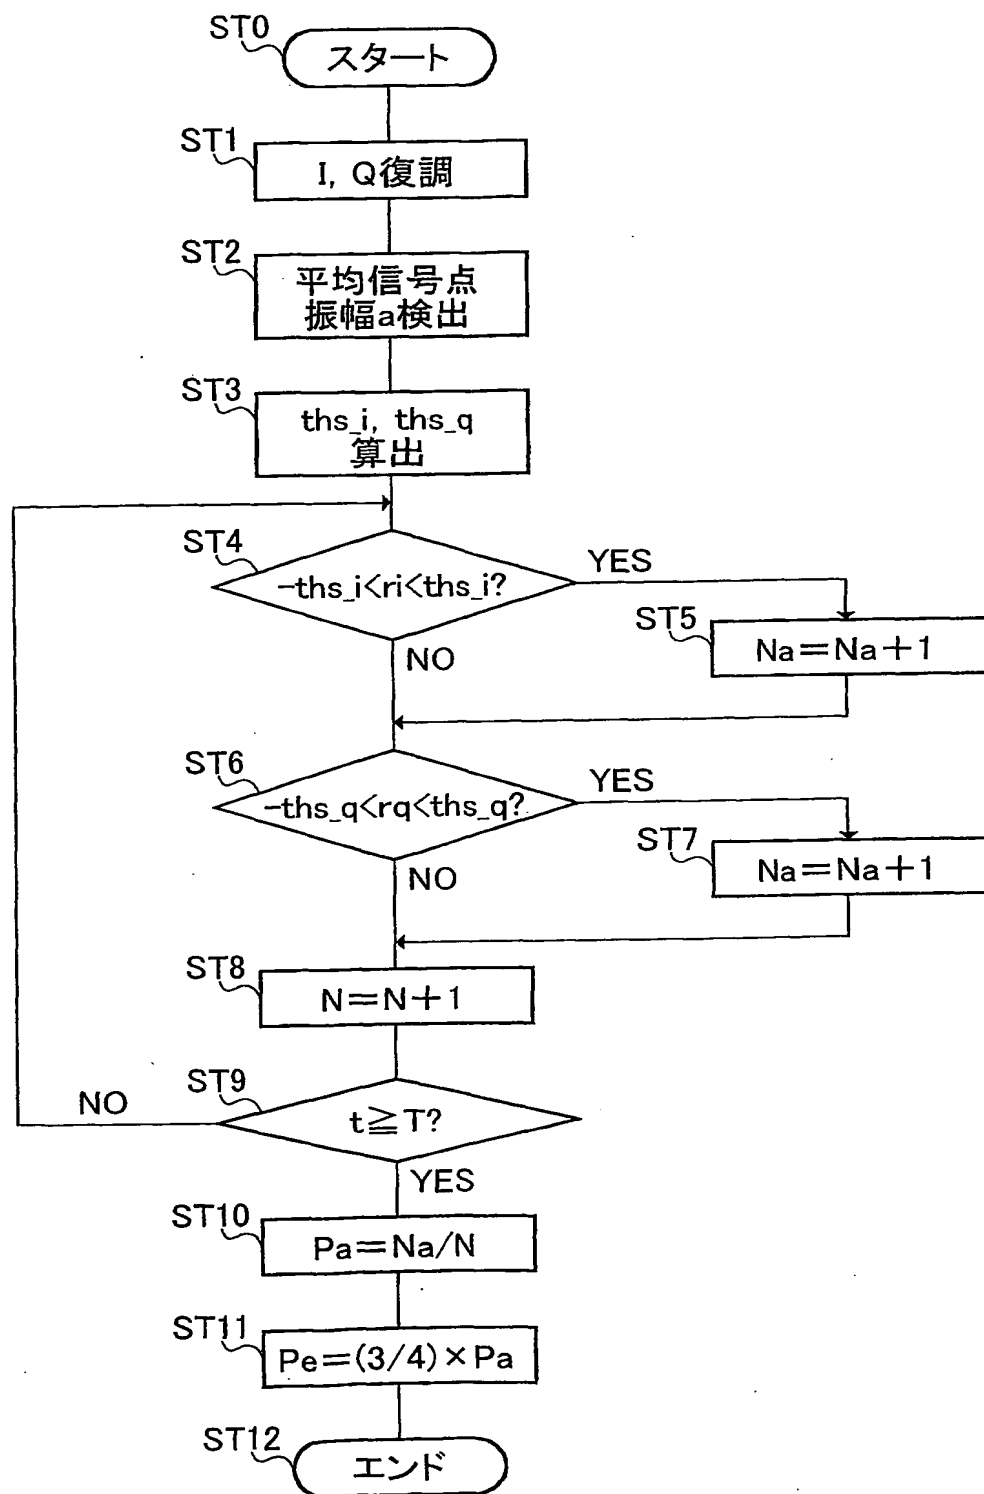 ST0
スタート
ST1
I, Q復調
ST2
平均信号点
振幅a検出
ST3
ths_i, ths_q
算出
ST4
-ths_i<ri<ths_i?
YES
ST5
Na=Na+1
NO
ST6
-ths_q<rq<ths_q?
YES
ST7
Na=Na+1
NO
ST8
N=N+1
ST9
NO
t≧T?
YES
ST10
Pa=Na/N
ST11
Pe=(3/4)×Pa
ST12
エンド